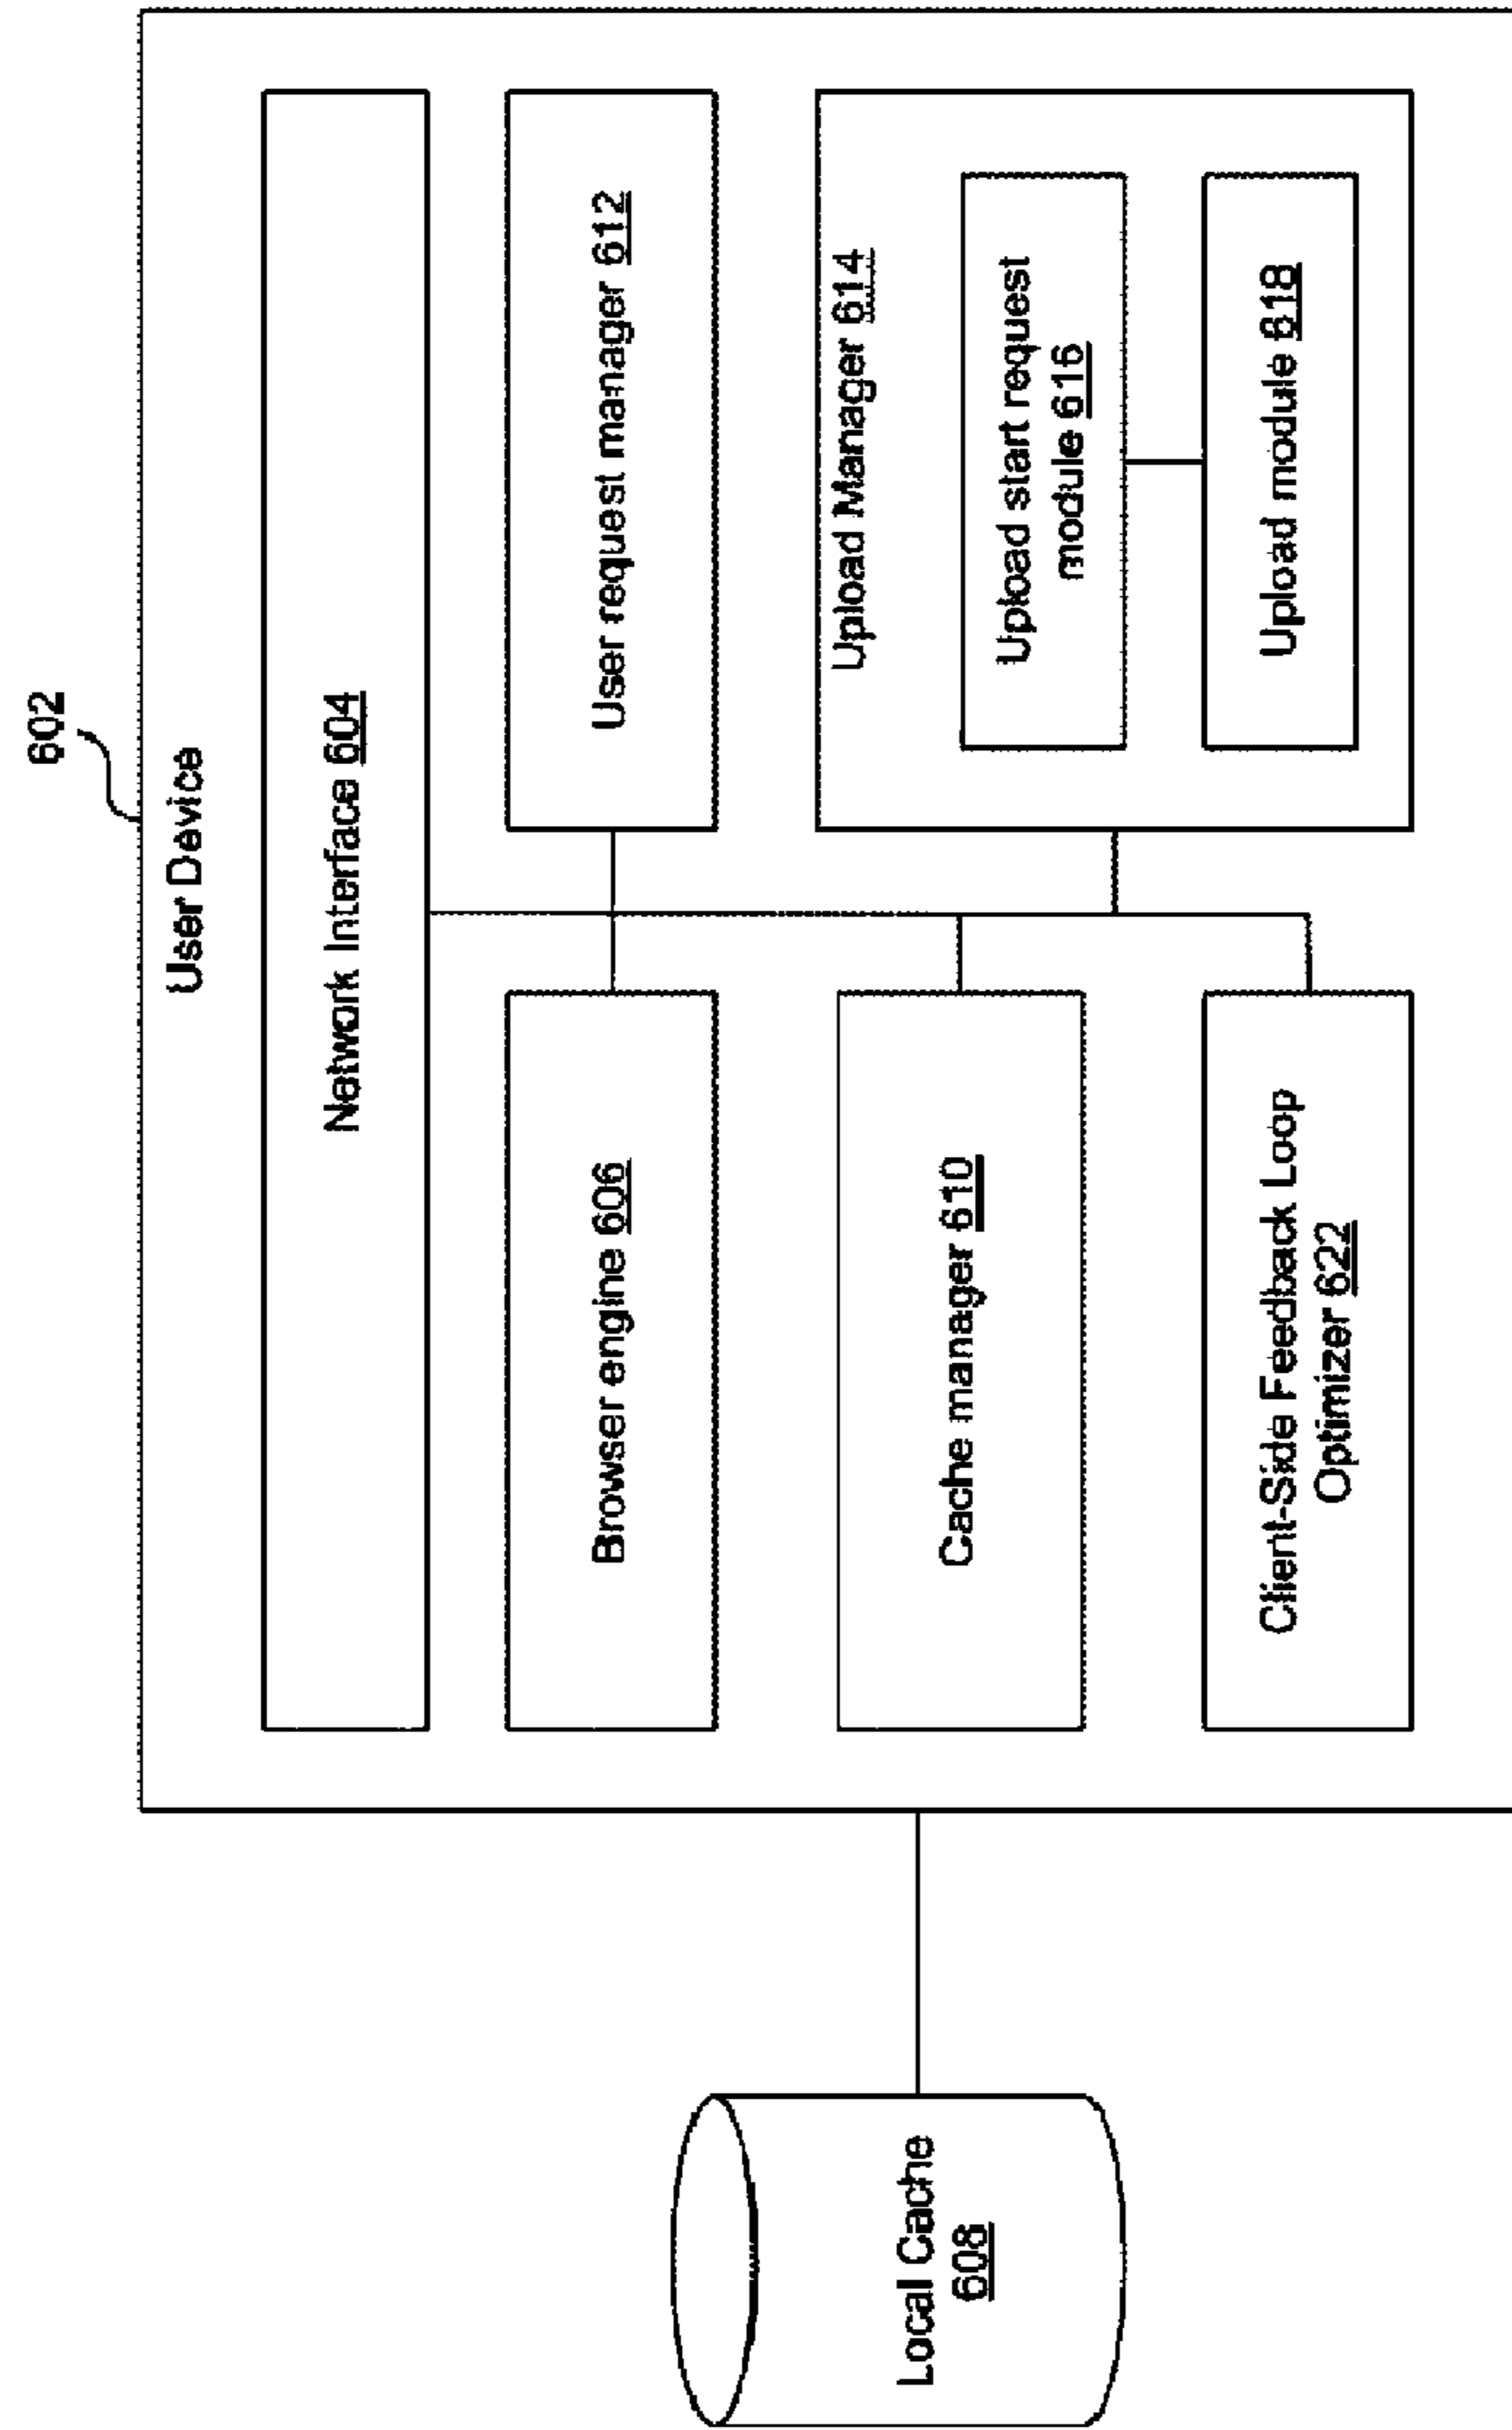 602
User Device
Network Interface 604
Browser engine 606
User request manager 612
Local Cache
608
Cache manager 610
Upload Manager 614
Upload start request
module 616
Client-Side Feedback Loop
Optimizer 622
Upload module 618